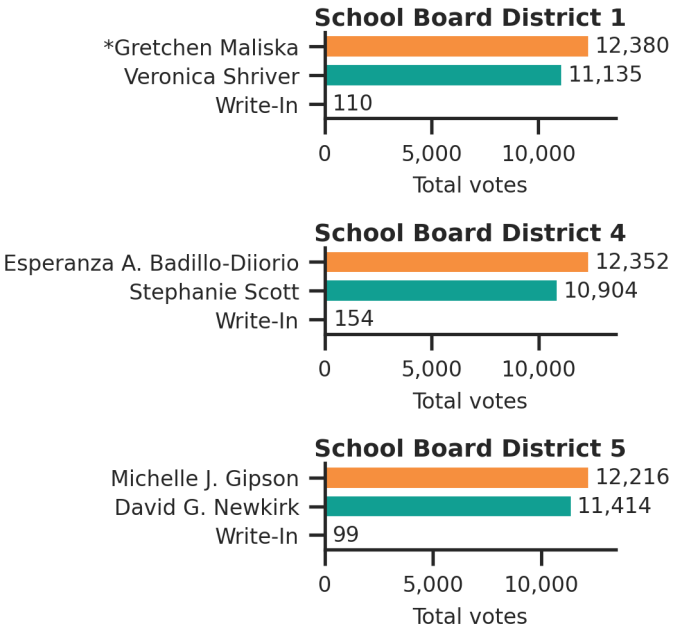 School Board District 1
*Gretchen Maliska 12,380
Veronica Shriver 11,135
Write-In 110
0 5,000 10,000
Total votes
School Board District 4
Esperanza A. Badillo-Diiorio 12,352
Stephanie Scott 10,904
Write-In 154
0 5,000 10,000
Total votes
School Board District 5
Michelle J. Gipson 12,216
David G. Newkirk 11,414
Write-In 99
0 5,000 10,000
Total votes